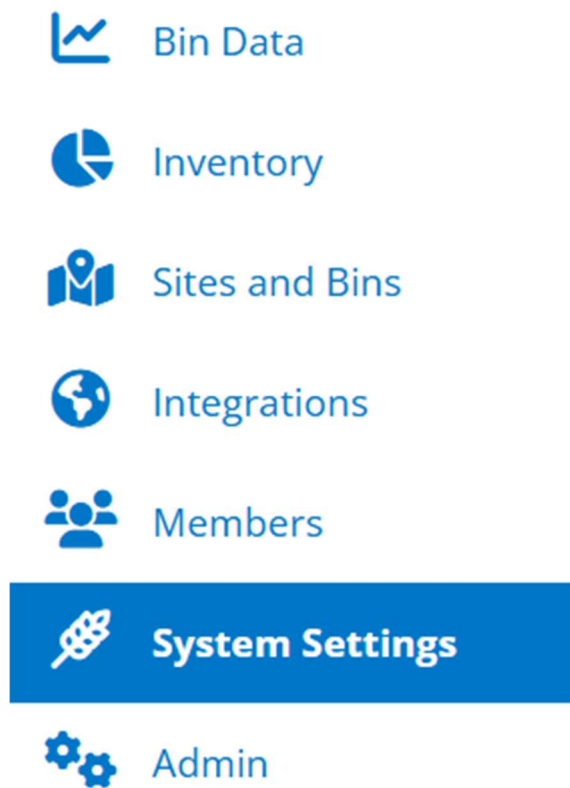 Bin Data
Inventory
Sites and Bins
Integrations
Members
System Settings
Admin